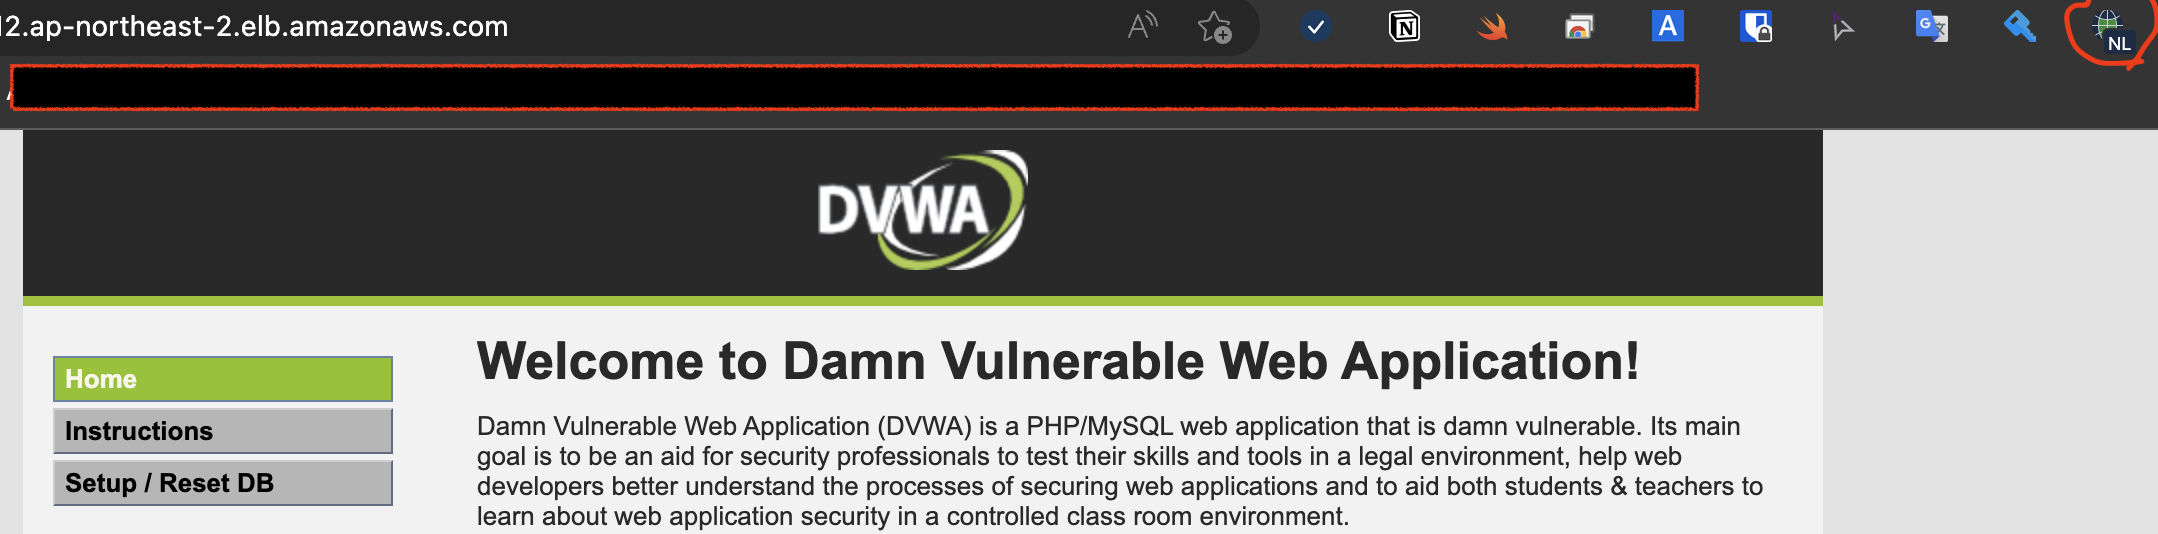 12.ap-northeast-2.elb.amazonaws.com
NL
DVWA
Welcome to Damn Vulnerable Web Application!
Home
Instructions
Setup / Reset DB
Damn Vulnerable Web Application (DVWA) is a PHP/MySQL web application that is damn vulnerable. Its main
goal is to be an aid for security professionals to test their skills and tools in a legal environment, help web
developers better understand the processes of securing web applications and to aid both students & teachers to
learn about web application security in a controlled class room environment.